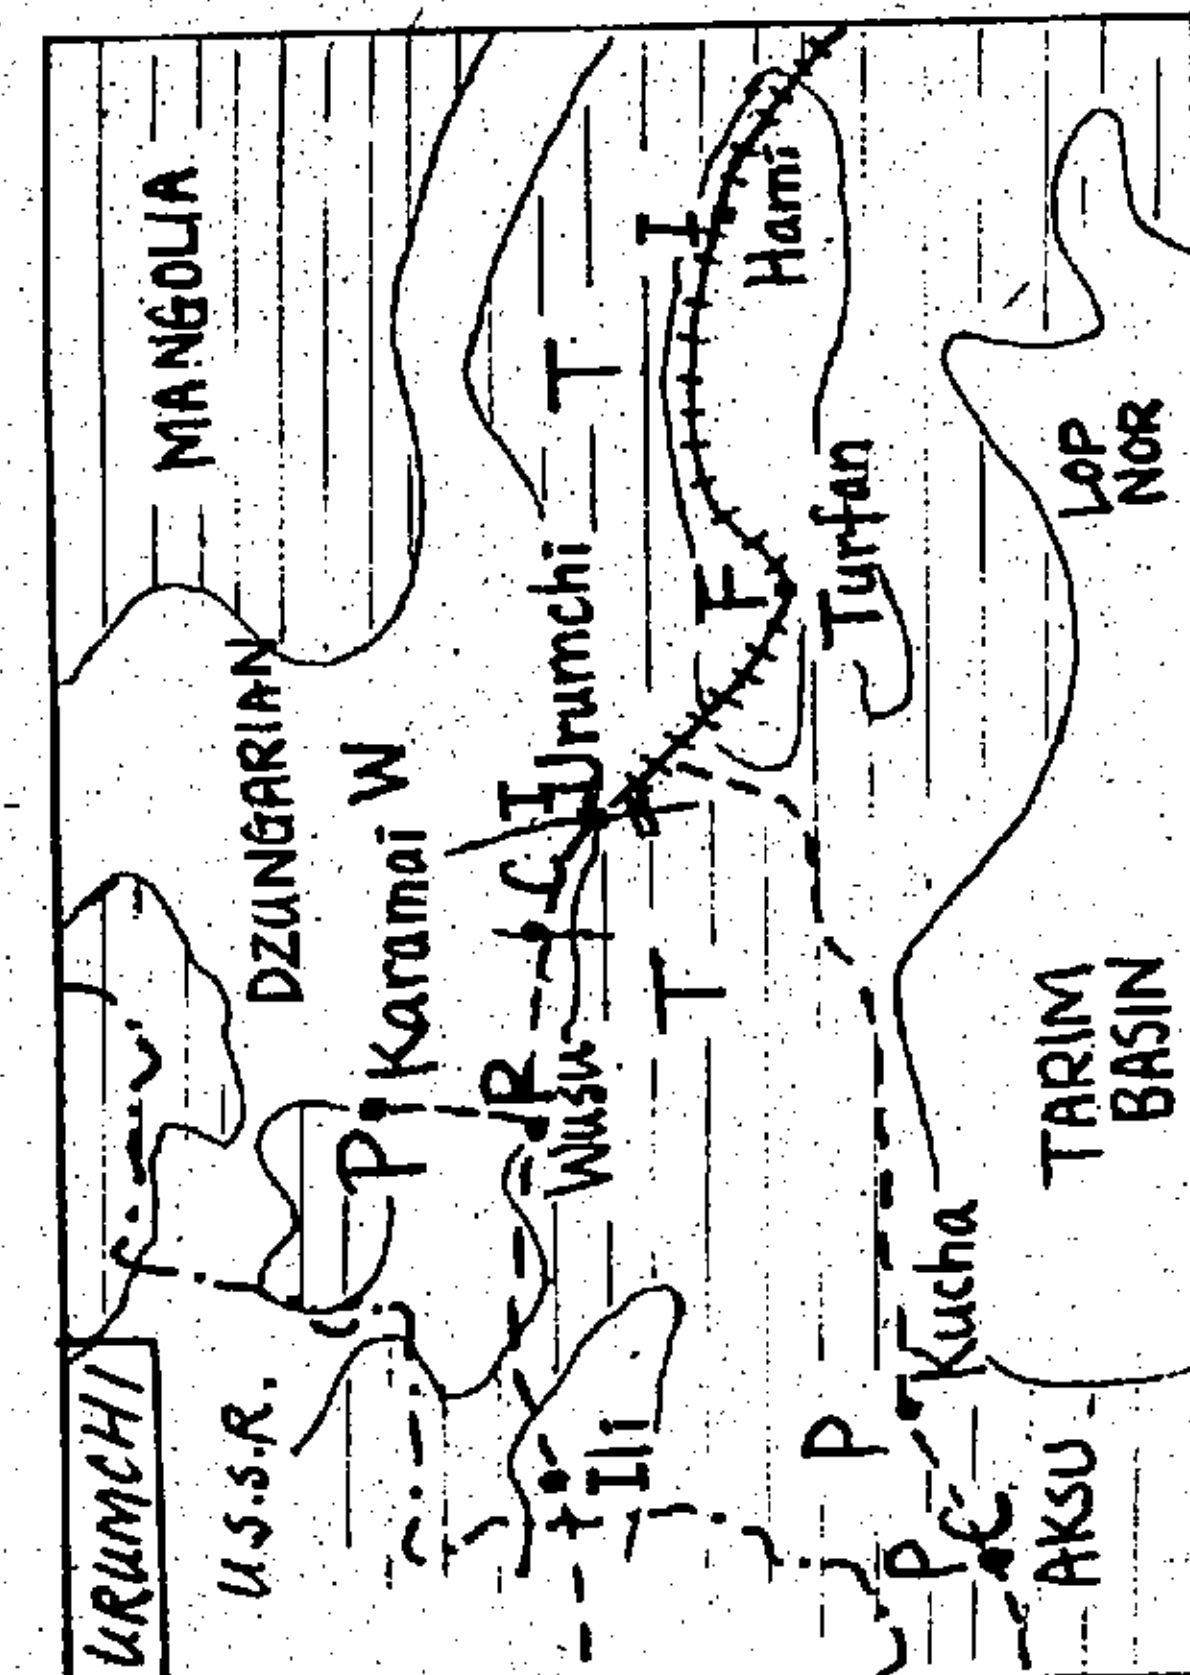 URUMCHI
MANGOLIA
U.S.S.R.
DZUNGARIAN
P
Karamai
W
R
C
I
Wusu
Urumchi
T
Ili
T
I
F
Hami
P
Turfan
P
Kucha
C
AKSU
TARIM
BASIN
LOP
NOR